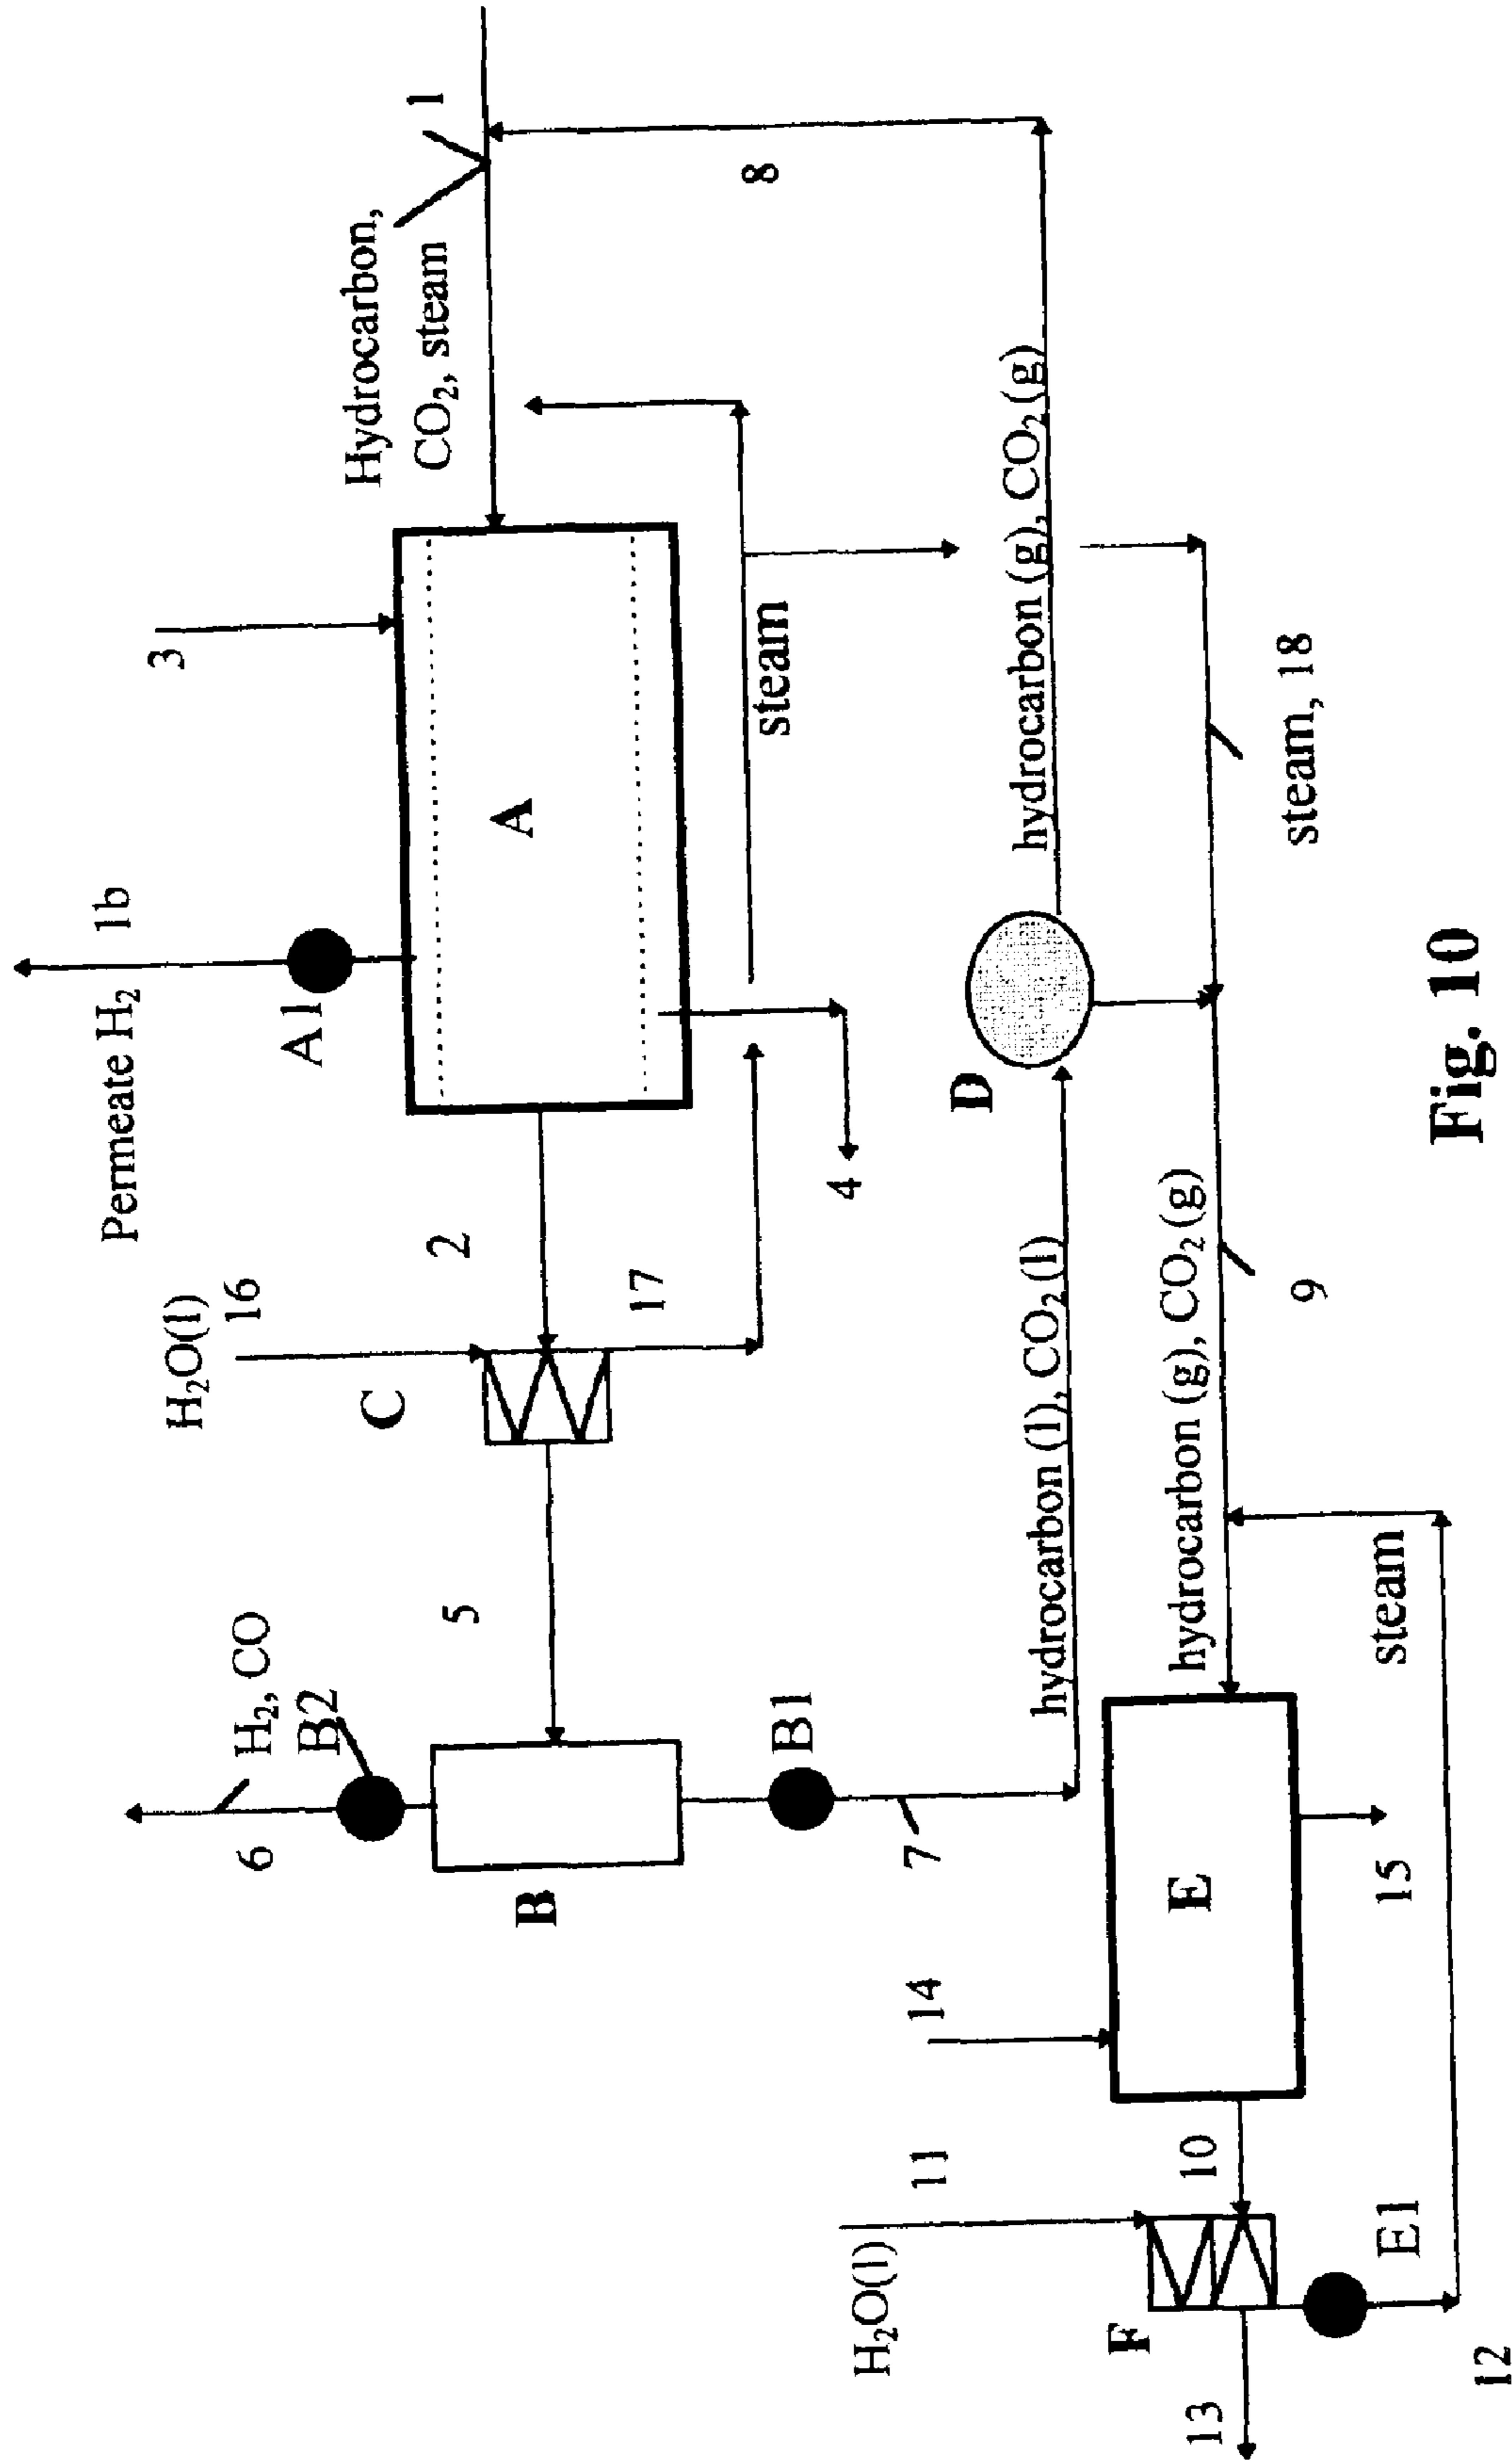 Permeate H₂ 1b
3
H₂O(l)
16
H₂, CO
6
A1
B2
Hydrocarbon,
CO₂, steam
1
C
2
5
A
B
17
8
steam
B1
4
H₂O(l)
11
14
7
D
hydrocarbon (g), CO₂ (g)
hydrocarbon (l), CO₂ (l)
F
E
hydrocarbon (g), CO₂ (g)
10
13
steam, 18
9
steam
15
E1
12
Fig. 10